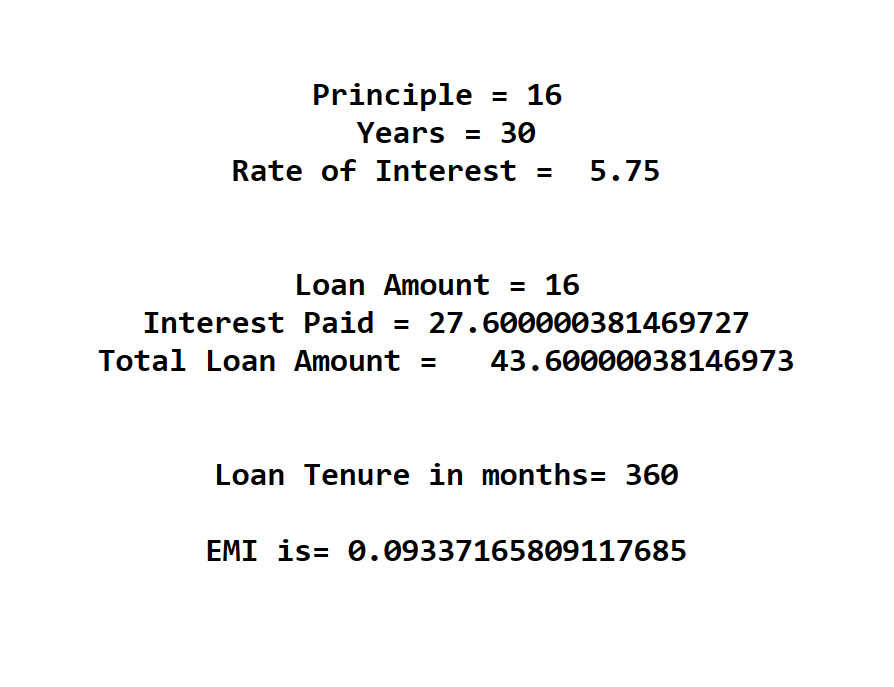 Principle = 16
Years = 30
Rate of Interest =  5.75
Loan Amount = 16
Interest Paid = 27.600000381469727
Total Loan Amount =   43.60000038146973
Loan Tenure in months= 360
EMI is= 0.09337165809117685